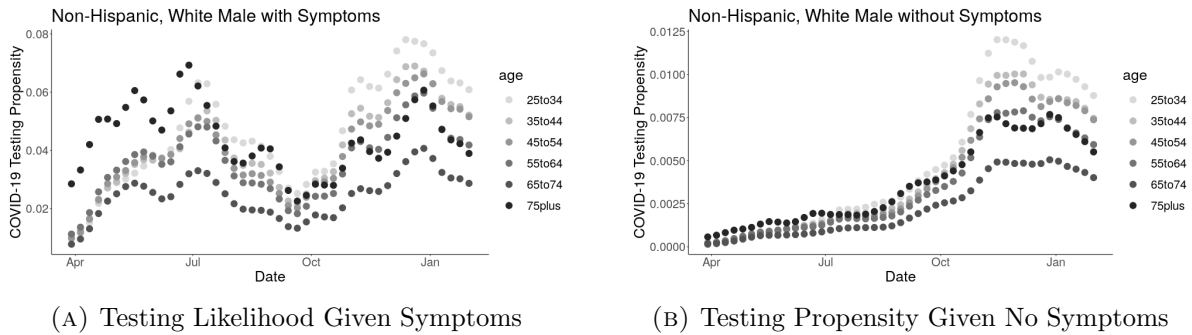 Non-Hispanic, White Male with Symptoms
COVID-19 Testing Propensity
0.08
0.06
0.04
0.02
Apr
Jul
Oct
Jan
Date
age
25to34
35to44
45to54
55to64
65to74
75plus
(A) Testing Likelihood Given Symptoms
Non-Hispanic, White Male without Symptoms
COVID-19 Testing Propensity
0.0125
0.0100
0.0075
0.0050
0.0025
0.0000
Apr
Jul
Oct
Jan
Date
age
25to34
35to44
45to54
55to64
65to74
75plus
(B) Testing Propensity Given No Symptoms